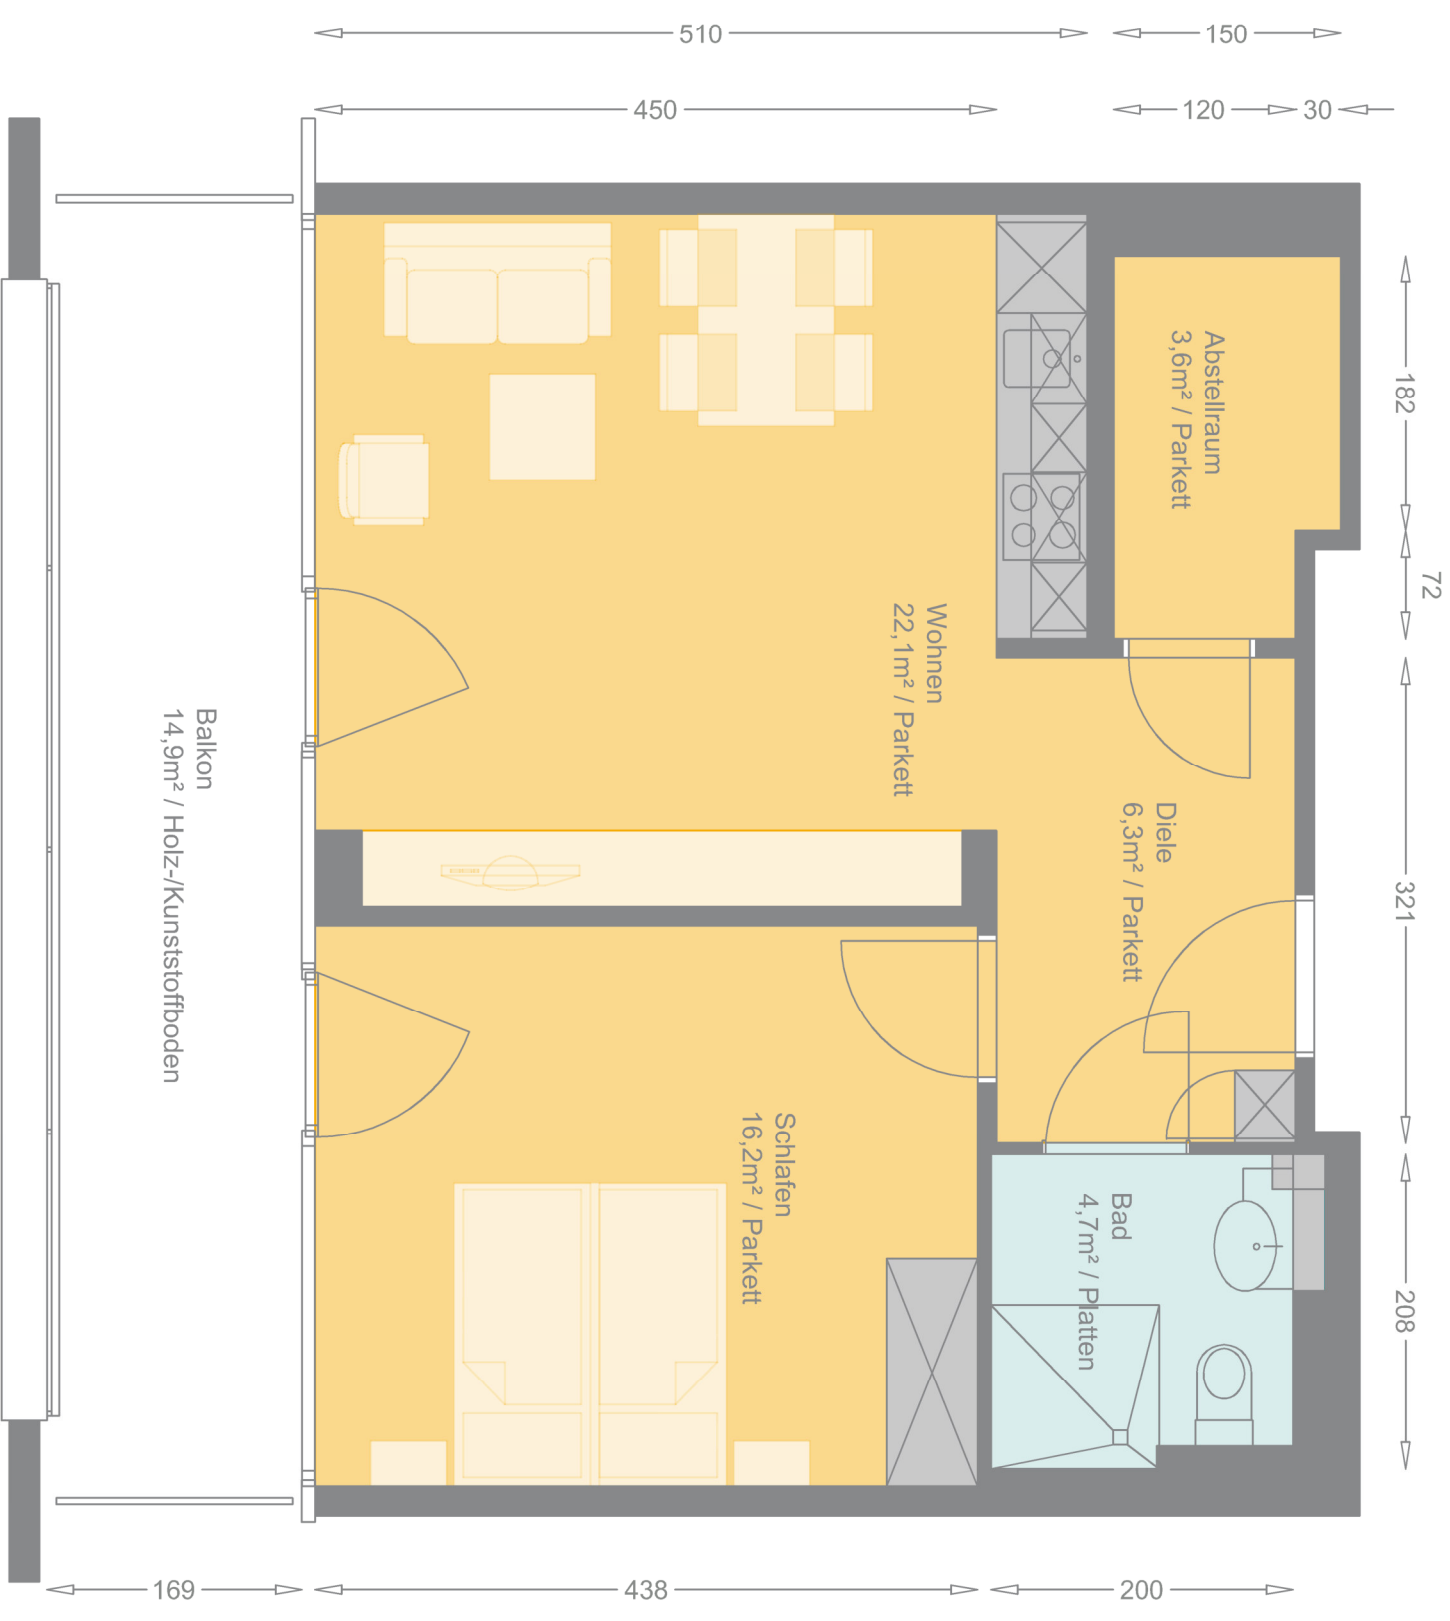 510
150
450
120
30
Abstellraum
3,6m² / Parkett
182
72
Wohnen
22,1m² / Parkett
Balkon
14,9m² / Holz-/Kunststoffboden
Diele
6,3m² / Parkett
321
Schlafen
16,2m² / Parkett
Bad
4,7m² / Platten
208
169
438
200